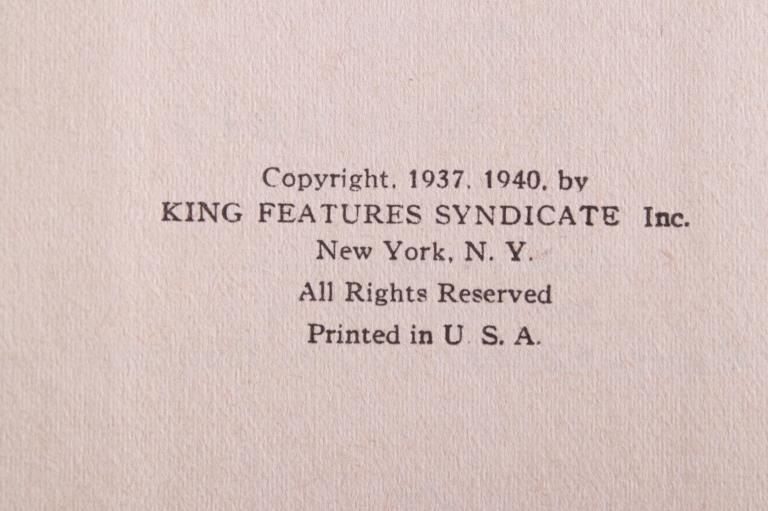 Copyright, 1937, 1940, by
KING FEATURES SYNDICATE Inc.
New York, N. Y.
All Rights Reserved
Printed in U. S. A.